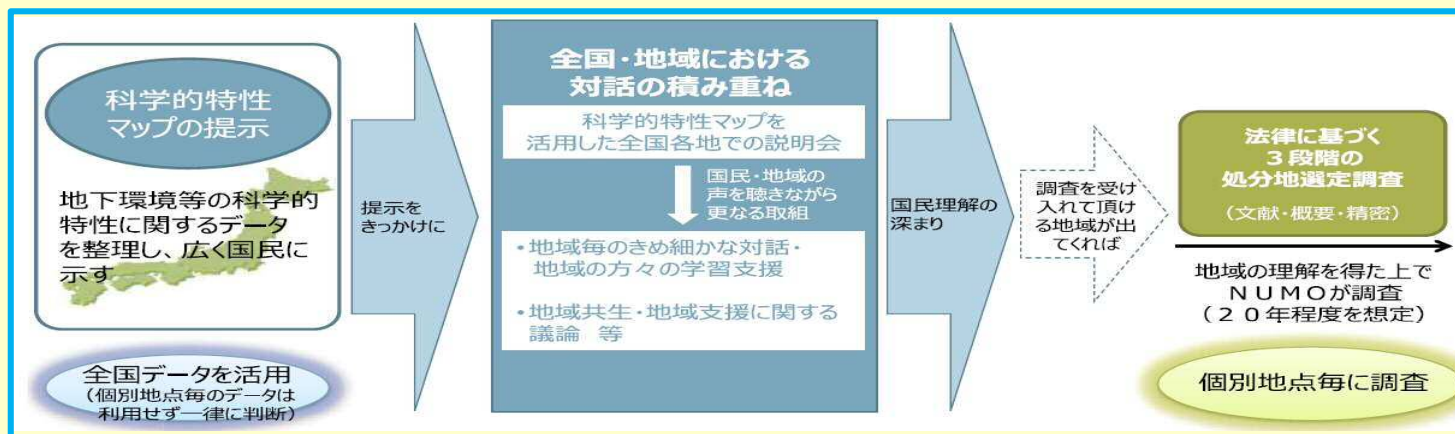 科学的特性
マップの提示
地下環境等の科学的
特性に関するデータ
を整理し、広く国民に
示す
全国データを活用
(個別地点毎のデータは
利用せず一律に判断)
提示を
きっかけに
全国・地域における
対話の積み重ね
科学的特性マップを
活用した全国各地での説明会
国民・地域の
声を聴きながら
更なる取組
・地域毎のきめ細かな対話・
地域の方々の学習支援
・地域共生・地域支援に関する
議論 等
国民理解の
深まり
調査を受け
入れて頂け
る地域が出
てくれば
法律に基づく
3段階の
処分地選定調査
(文献・概要・精密)
地域の理解を得た上で
NUMOが調査
(20年程度を想定)
個別地点毎に調査